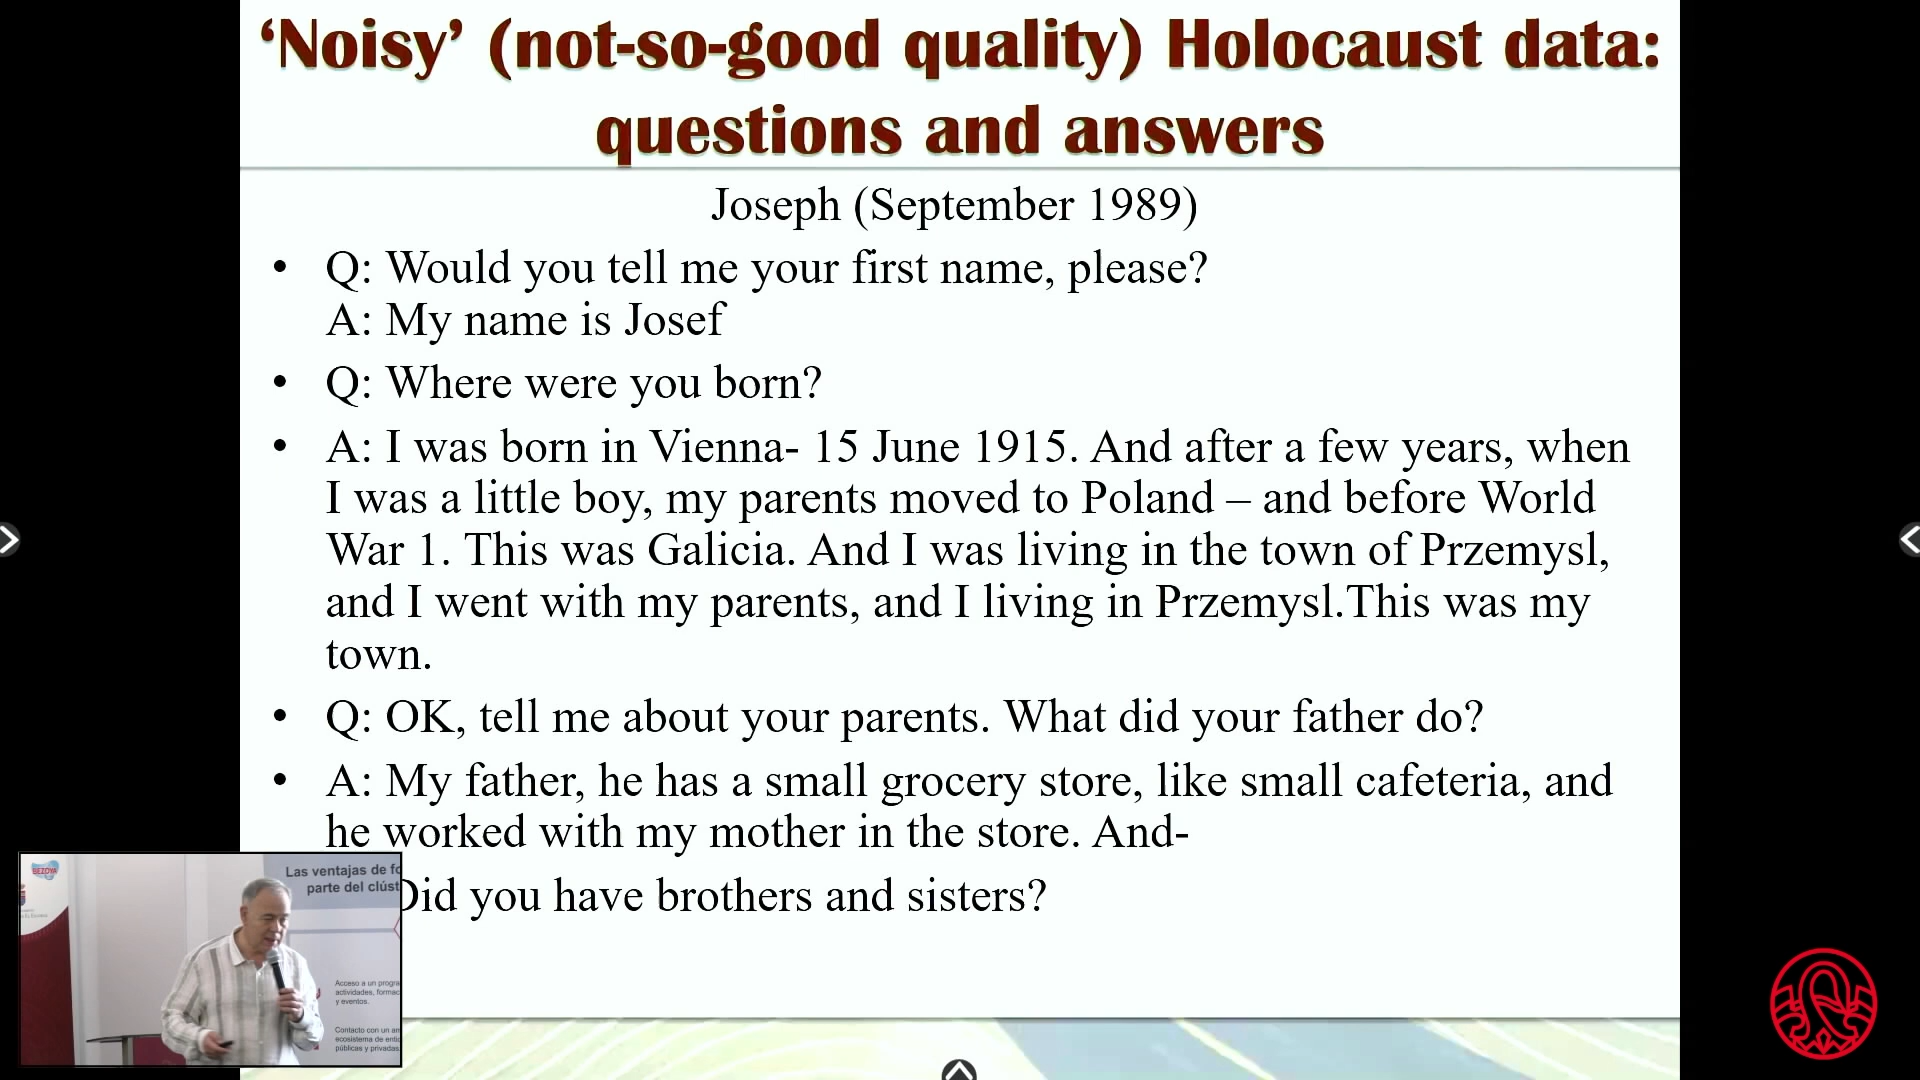 ‘Noisy’ (not-so-good quality) Holocaust data:
questions and answers
Joseph (September 1989)
• Q: Would you tell me your first name, please?
A: My name is Josef
• Q: Where were you born?
• A: I was born in Vienna- 15 June 1915. And after a few years, when
I was a little boy, my parents moved to Poland – and before World
War 1. This was Galicia. And I was living in the town of Przemysl,
and I went with my parents, and I living in Przemysl.This was my
town.
• Q: OK, tell me about your parents. What did your father do?
• A: My father, he has a small grocery store, like small cafeteria, and
he worked with my mother in the store. And-
Did you have brothers and sisters?
BEZOYA
Las ventajas de fo
parte del clúst
Acceso a un progra
actividades, formac
y eventos.
Contacto con un am
ecosistema de entid
públicas y privadas